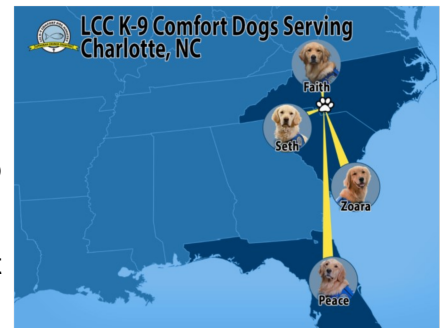 LCC K-9 Comfort Dogs Serving
Charlotte, NC
Faith
Seth
Zoara
Peace